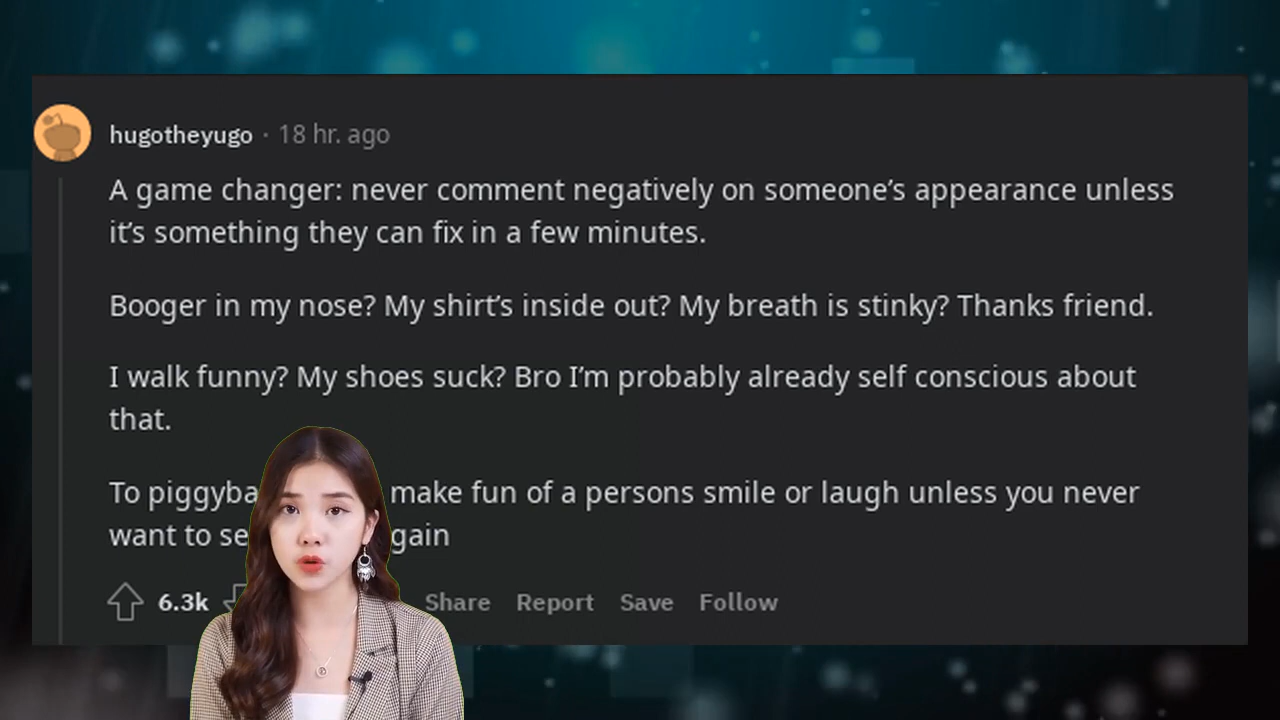 hugotheyugo · 18 hr. ago
A game changer: never comment negatively on someone’s appearance unless
it’s something they can fix in a few minutes.
Booger in my nose? My shirt’s inside out? My breath is stinky? Thanks friend.
I walk funny? My shoes suck? Bro I’m probably already self conscious about
that.
To make fun of a persons smile or laugh unless you never
want to
6.3k Share Report Save Follow